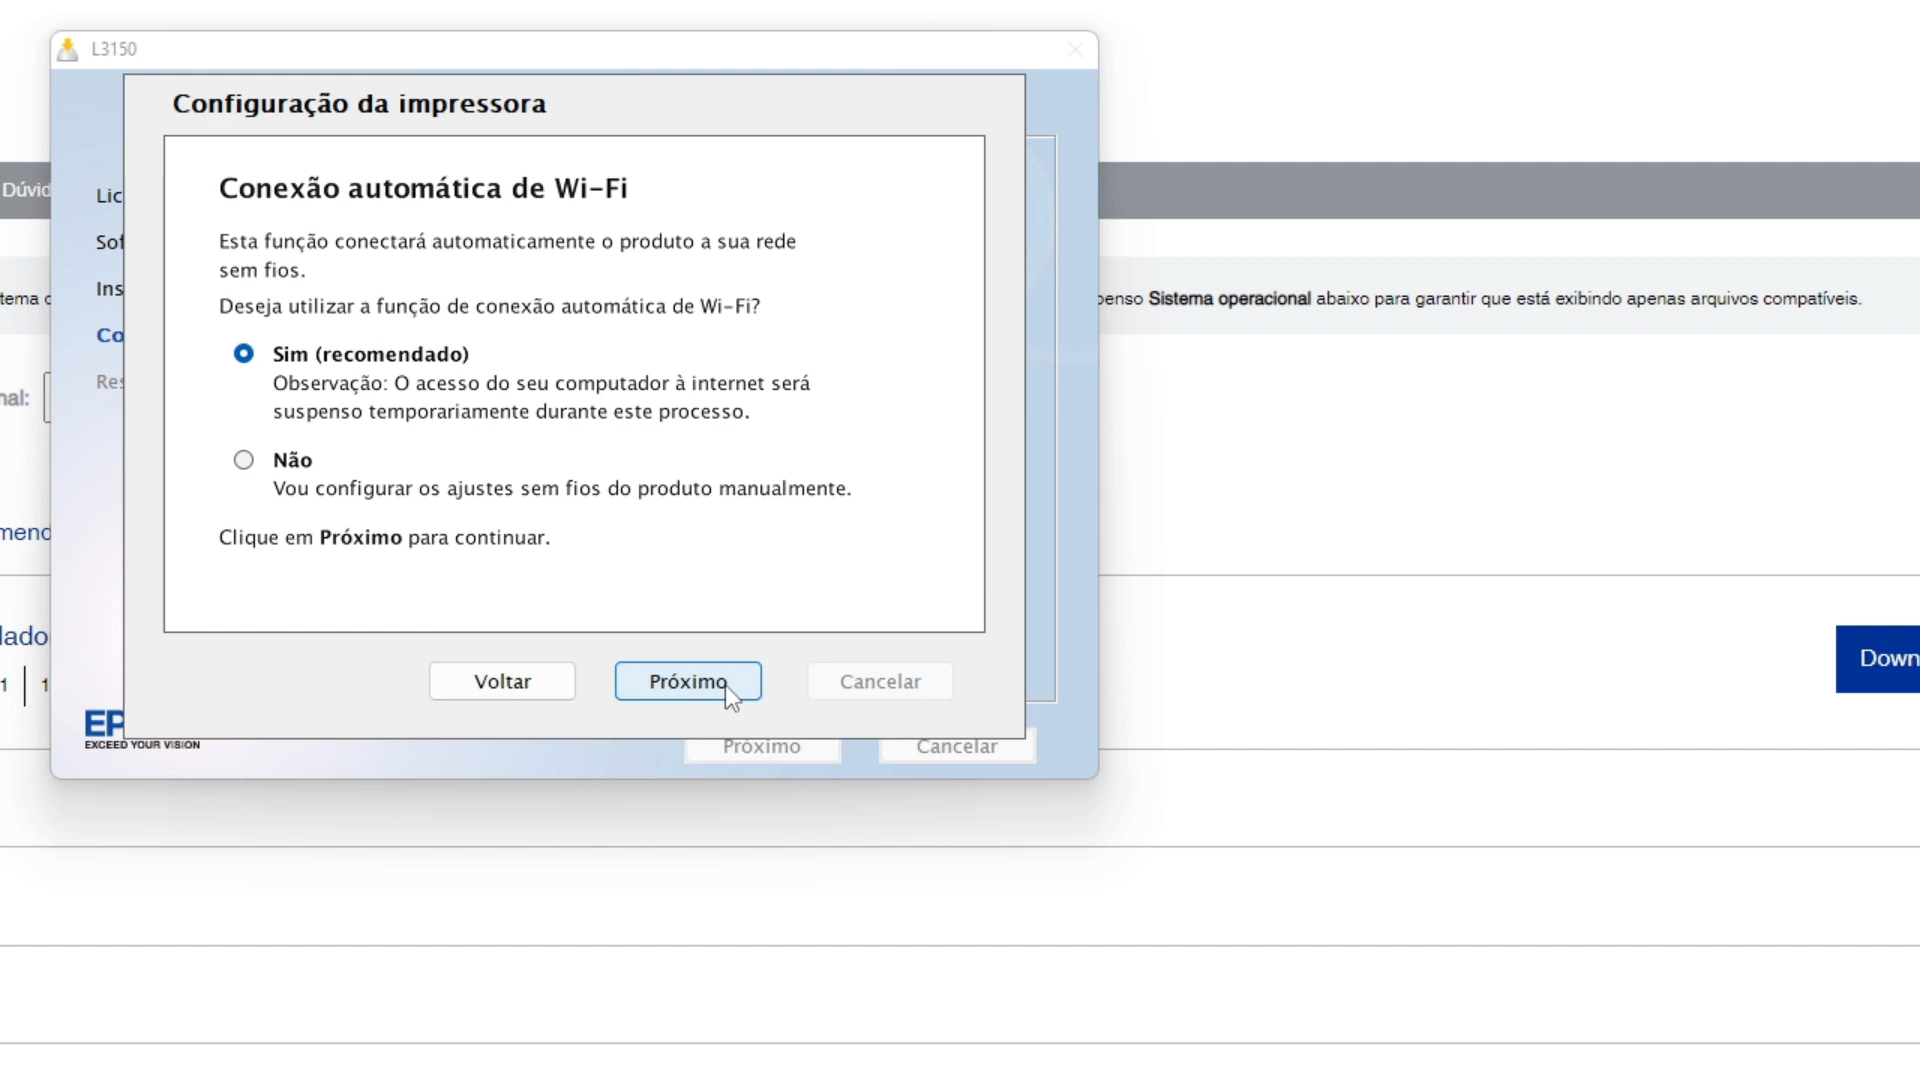 L3150
Configuração da impressora
Conexão automática de Wi-Fi
Dúvid
Lic
Esta função conectará automaticamente o produto a sua rede
Sof
sem fios.
Ins
tema
Deseja utilizar a função de conexão automática de Wi-Fi?
penso Sistema operacional abaixo para garantir que está exibindo apenas arquivos compatíveis.
Co
Sim (recomendado)
Res
Observação: O acesso do seu computador à internet será
nal:
suspenso temporariamente durante este processo.
Não
Vou configurar os ajustes sem fios do produto manualmente.
mend
Clique em Próximo para continuar.
lado
Down
1
1
Voltar
Próximo
Cancelar
EP
EXCEED YOUR VISION
Próximo
Cancelar